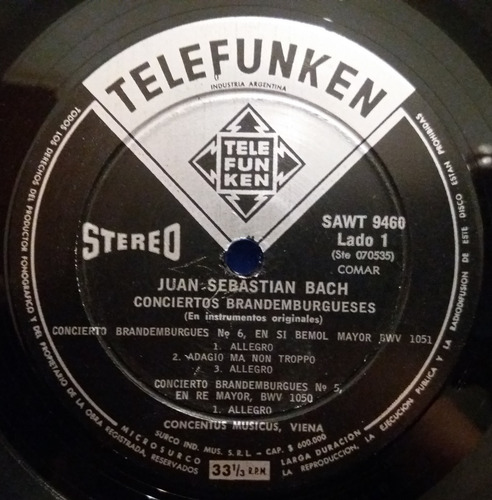 TELEFUNKEN
INDUSTRIA ARGENTINA
TELE
FUN
KEN
STEREO
SAWT 9460
Lado 1
(Ste 070535)
COMAR
JUAN SEBASTIAN BACH
CONCIERTOS BRANDEMBURGUESES
(En instrumentos originales)
CONCIERTO BRANDEMBURGUES Nº 6, EN SI BEMOL MAYOR BWV 1051
1. ALLEGRO
2. ADAGIO MA NON TROPPO
3. ALLEGRO
CONCIERTO BRANDEMBURGUES Nº 5,
EN RE MAYOR, BWV 1050
1. ALLEGRO
CONCENTUS MUSICUS, VIENA
SURCO IND. MUS. S.R.L - CAP. $ 600.000
MICROSURCO
33 1/3 R.P.M.
LARGA DURACION
TODOS LOS DERECHOS DEL PRODUCTOR FONOGRAFICO Y DEL PROPIETARIO DE LA OBRA REGISTRADA, RESERVADOS
LA REPRODUCCION, LA EJECUCION PUBLICA Y LA RADIODIFUSION DE ESTE DISCO ESTAN PROHIBIDAS